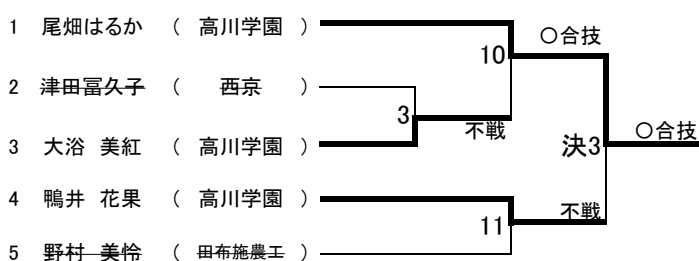 1 尾畑はるか ( 高川学園 )
〇合技
10
2 津田冨久子 ( 西京 )
3
不戦
〇合技
3 大浴 美紅 ( 高川学園 )
決3
4 鴨井 花果 ( 高川学園 )
不戦
11
5 野村 美怜 ( 田布施農工 )